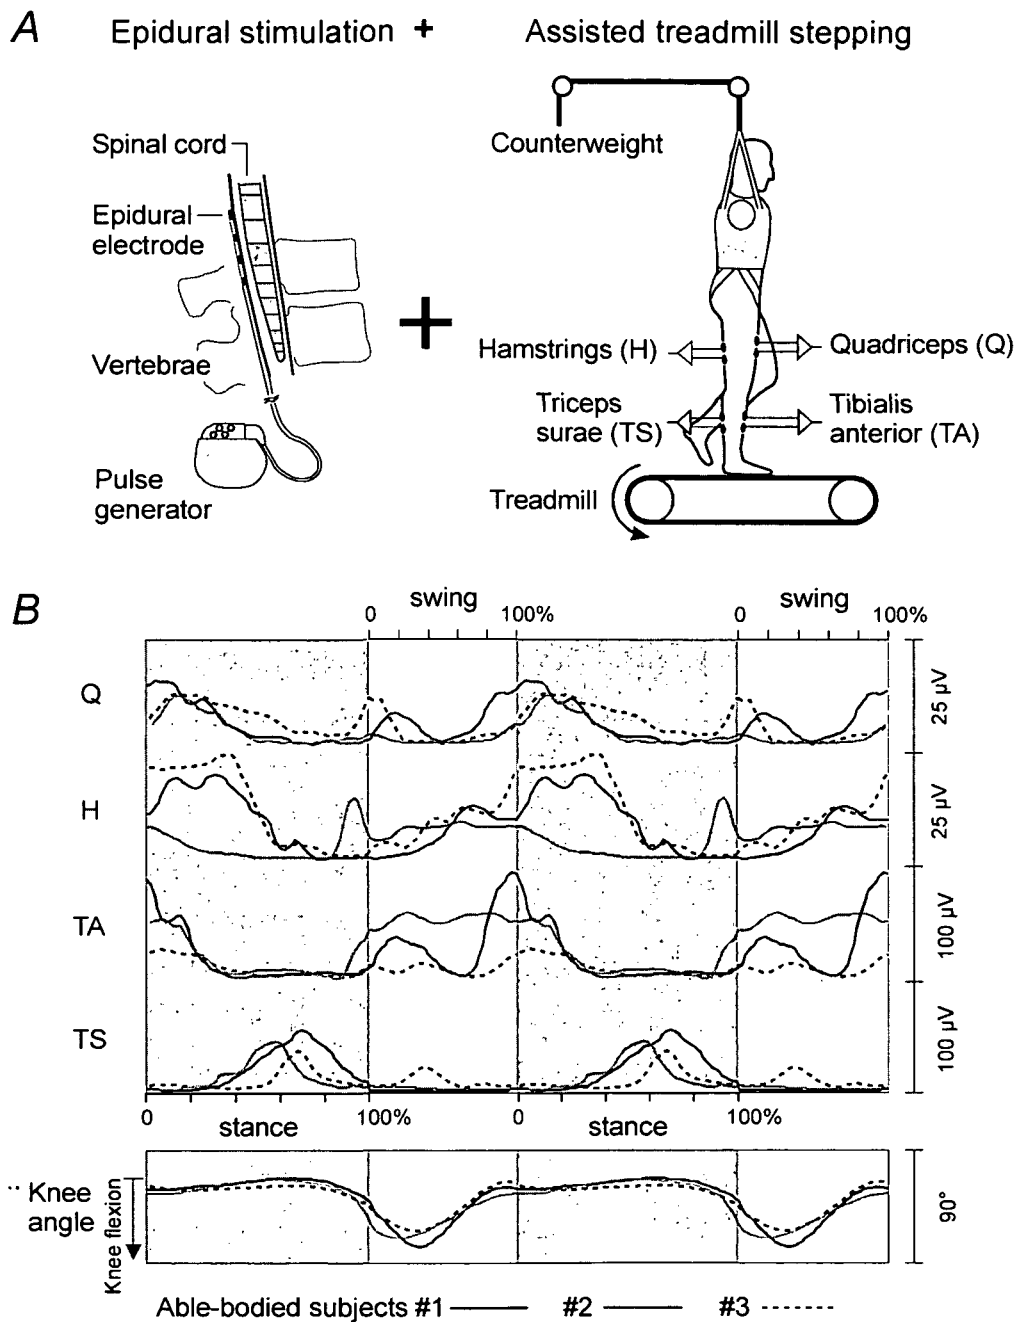 A
Epidural stimulation + Assisted treadmill stepping
Spinal cord
Epidural
electrode
Vertebrae
Pulse
generator
+
Counterweight
Hamstrings (H)
Quadriceps (Q)
Triceps
surae (TS)
Tibialis
anterior (TA)
Treadmill
B
swing swing
0 100% 0 100%
Q 25 µV
H 25 µV
TA 100 µV
TS 100 µV
0 100% 0 100%
stance stance
Knee
angle
Knee flexion
90°
Able-bodied subjects #1 #2 #3